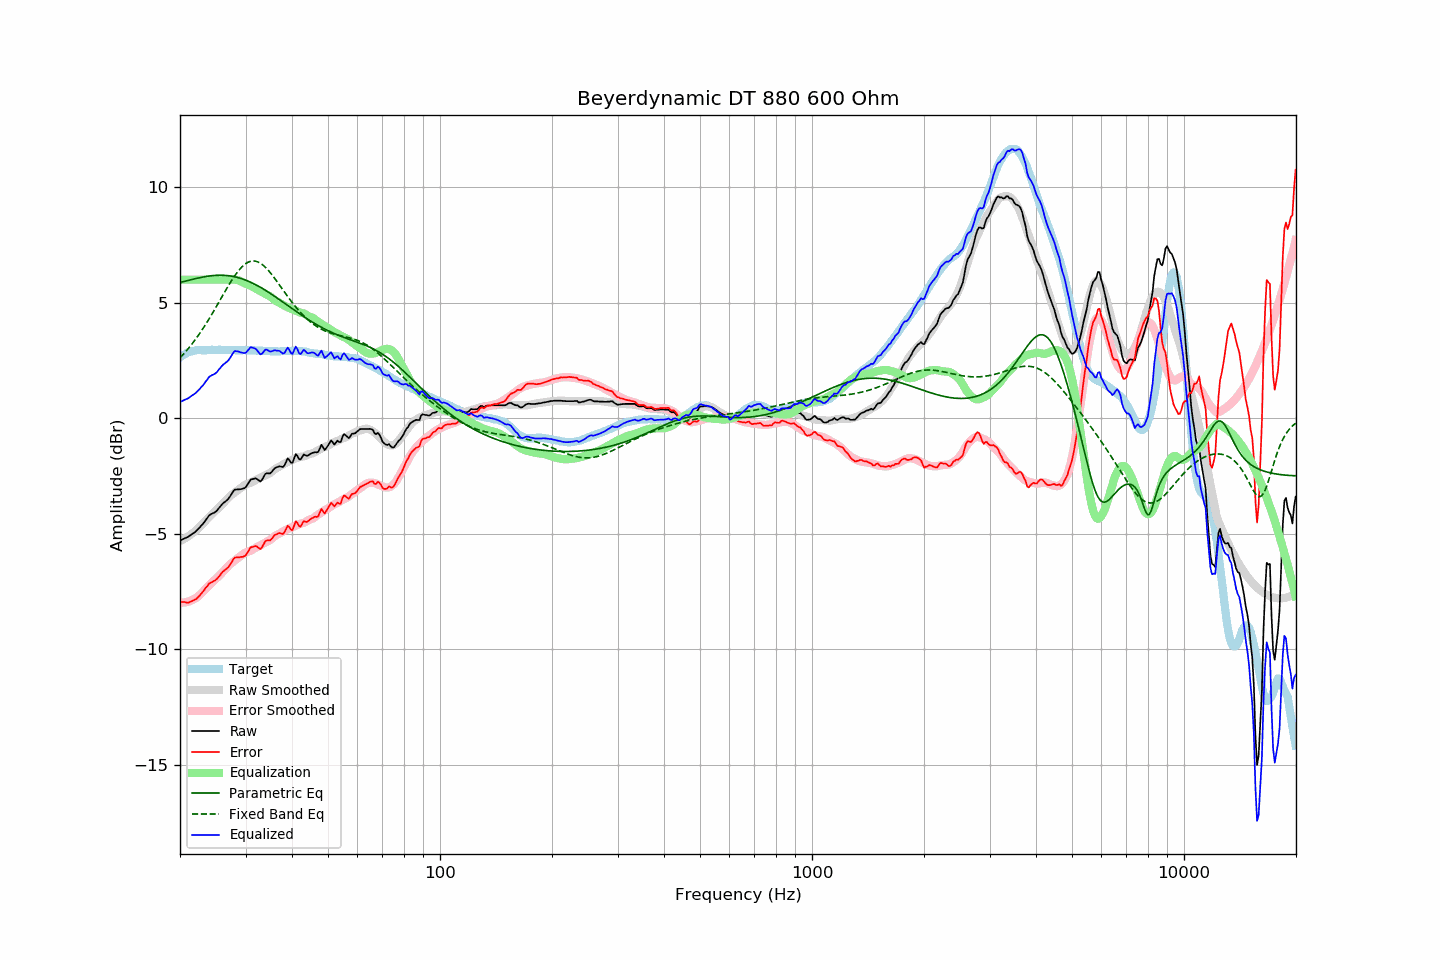 Beyerdynamic DT 880 600 Ohm
Amplitude (dBr)
10
5
0
−5
−10
−15
Target
Raw Smoothed
Error Smoothed
Raw
Error
Equalization
Parametric Eq
Fixed Band Eq
Equalized
100
1000
10000
Frequency (Hz)